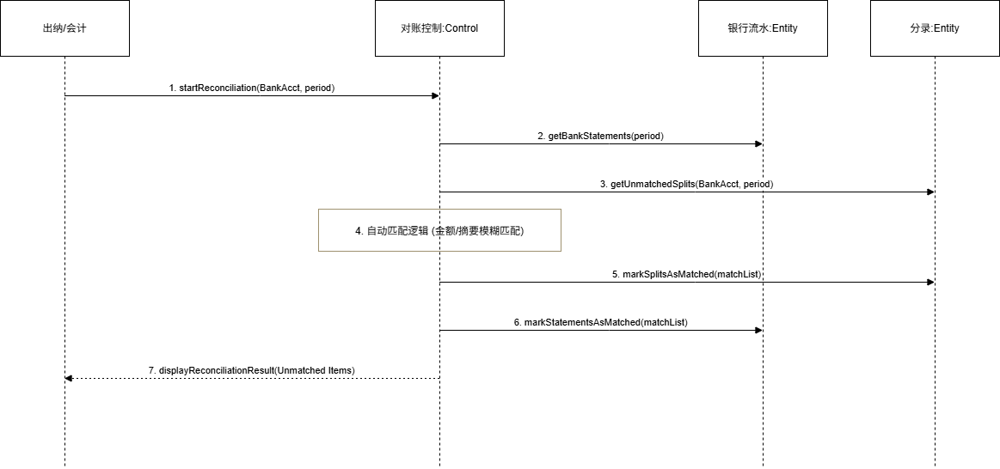 出纳/会计
对账控制:Control
银行流水:Entity
分录:Entity
1. startReconciliation(BankAcct, period)
2. getBankStatements(period)
3. getUnmatchedSplits(BankAcct, period)
4. 自动匹配逻辑 (金额/摘要模糊匹配)
5. markSplitsAsMatched(matchList)
6. markStatementsAsMatched(matchList)
7. displayReconciliationResult(Unmatched Items)